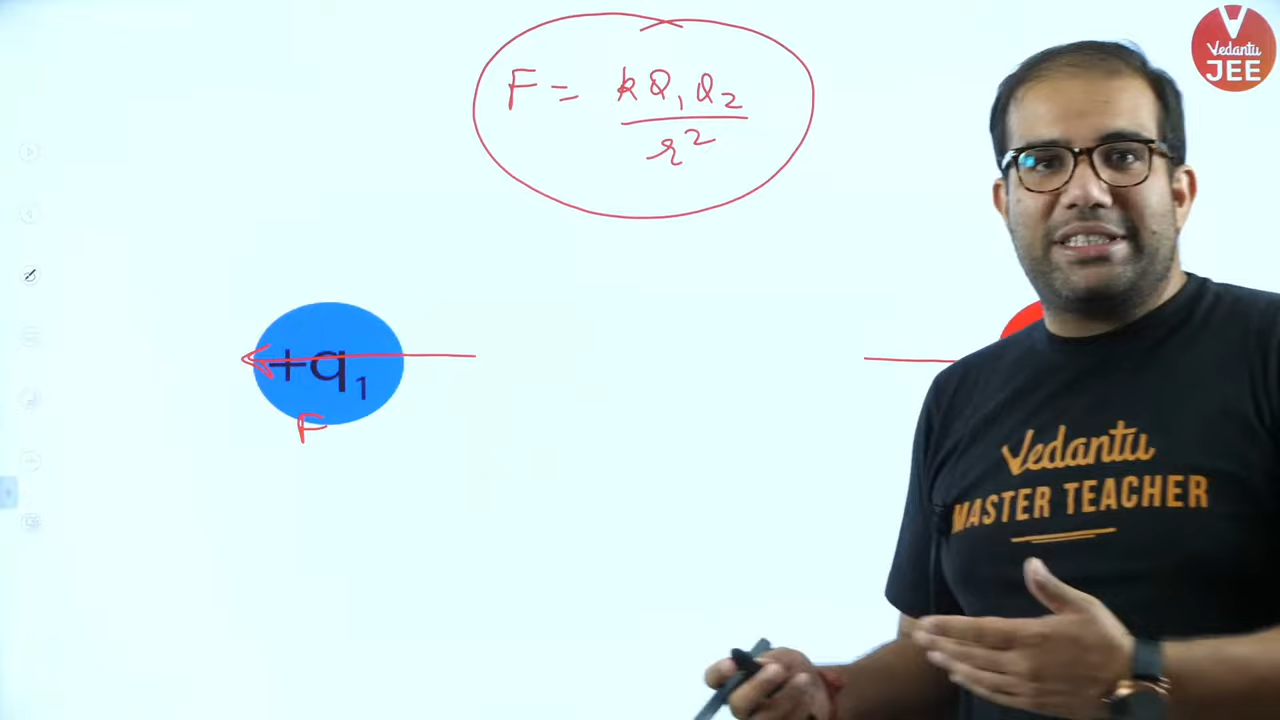 Vedantu
JEE
F = kQ₁Q₂
r²
+q₁
F
Vedantu
MASTER TEACHER